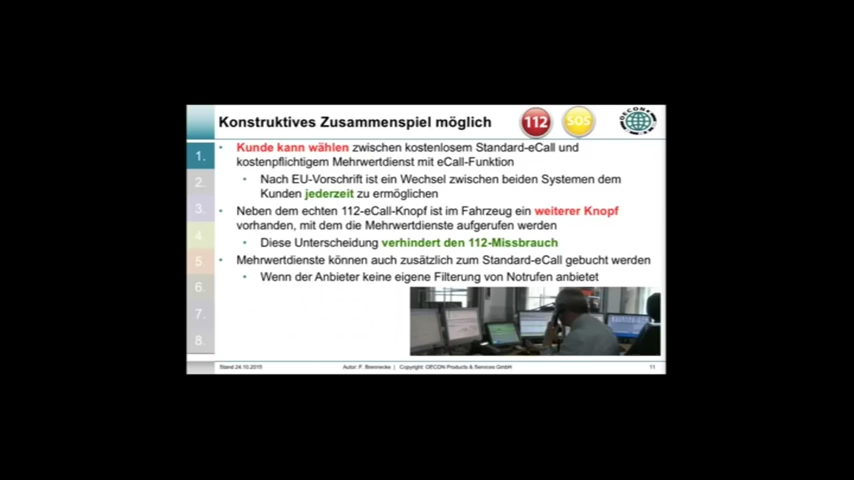 Konstruktives Zusammenspiel möglich
112
SOS
OECON
1.
2.
3.
4.
5.
6.
7.
8.
• Kunde kann wählen zwischen kostenlosem Standard-eCall und
kostenpflichtigem Mehrwertdienst mit eCall-Funktion
• Nach EU-Vorschrift ist ein Wechsel zwischen beiden Systemen dem
Kunden jederzeit zu ermöglichen
• Neben dem echten 112-eCall-Knopf ist im Fahrzeug ein weiterer Knopf
vorhanden, mit dem die Mehrwertdienste aufgerufen werden
• Diese Unterscheidung verhindert den 112-Missbrauch
• Mehrwertdienste können auch zusätzlich zum Standard-eCall gebucht werden
• Wenn der Anbieter keine eigene Filterung von Notrufen anbietet
Stand 24.10.2015
Autor: F. Brennecke | Copyright: OECON Products & Services GmbH
11